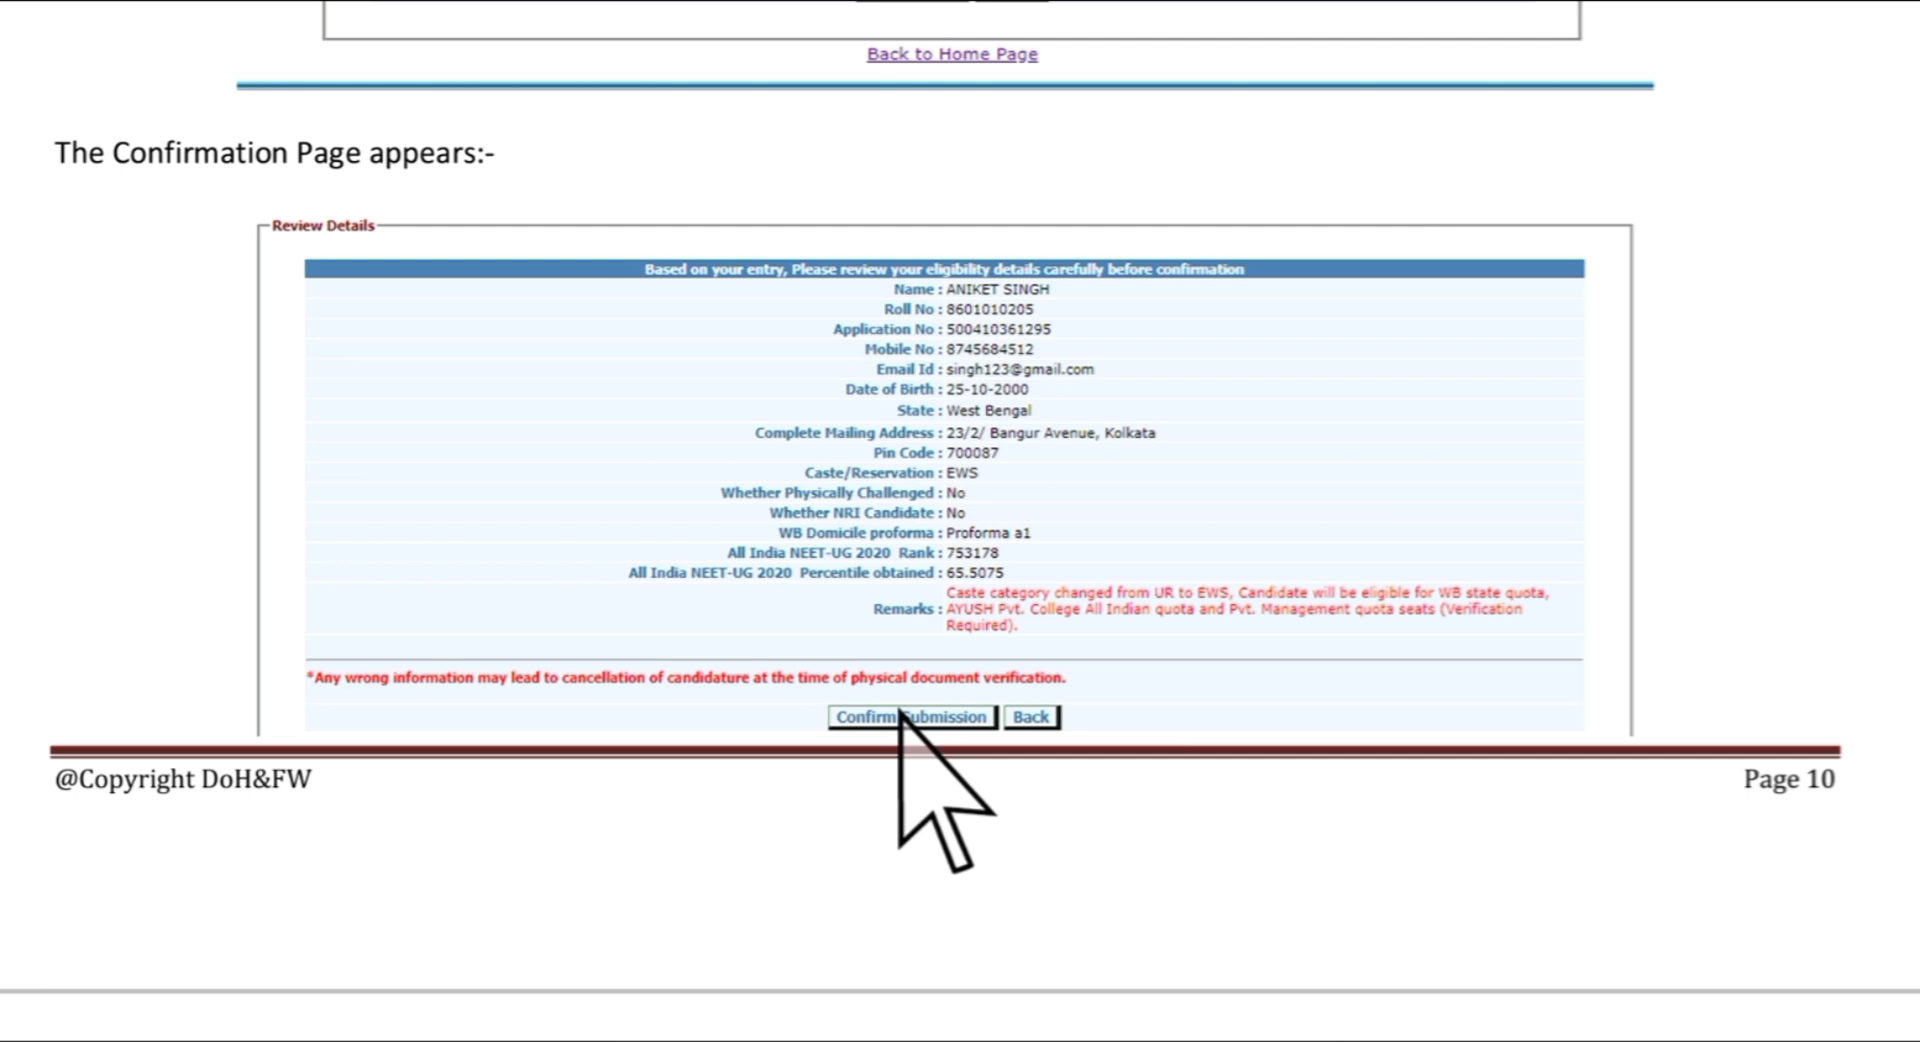 Back to Home Page
The Confirmation Page appears:-
Review Details
Based on your entry, Please review your eligibility details carefully before confirmation
Name : ANIKET SINGH
Roll No : 8601010205
Application No : 500410361295
Mobile No : 8745684512
Email Id : singh123@gmail.com
Date of Birth : 25-10-2000
State : West Bengal
Complete Mailing Address : 23/2/ Bangur Avenue, Kolkata
Pin Code : 700087
Caste/Reservation : EWS
Whether Physically Challenged : No
Whether NRI Candidate : No
WB Domicile proforma : Proforma a1
All India NEET-UG 2020 Rank : 753178
All India NEET-UG 2020 Percentile obtained : 65.5075
Caste category changed from UR to EWS, Candidate will be eligible for WB state quota,
Remarks : AYUSH Pvt. College All Indian quota and Pvt. Management quota seats (Verification
Required).
*Any wrong information may lead to cancellation of candidature at the time of physical document verification.
Confirm Submission Back
@Copyright DoH&FW Page 10